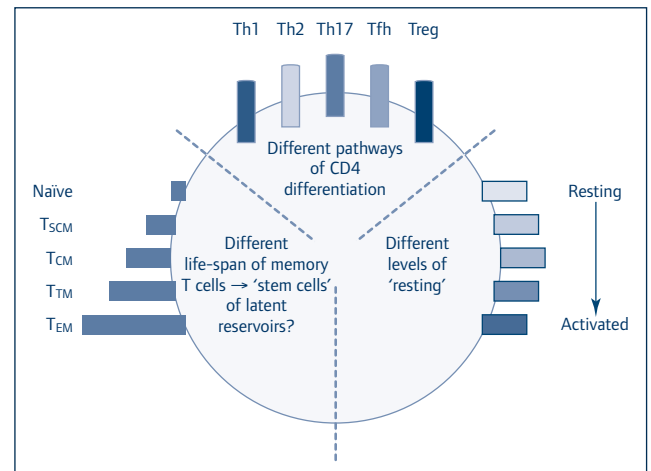 Th1 Th2 Th17 Tfh Treg
Different pathways
of CD4
differentiation
Naïve
TSCM
TCM
TTM
TEM
Different
life-span of memory
T cells → ‘stem cells’
of latent
reservoirs?
Different
levels of
‘resting’
Resting
Activated